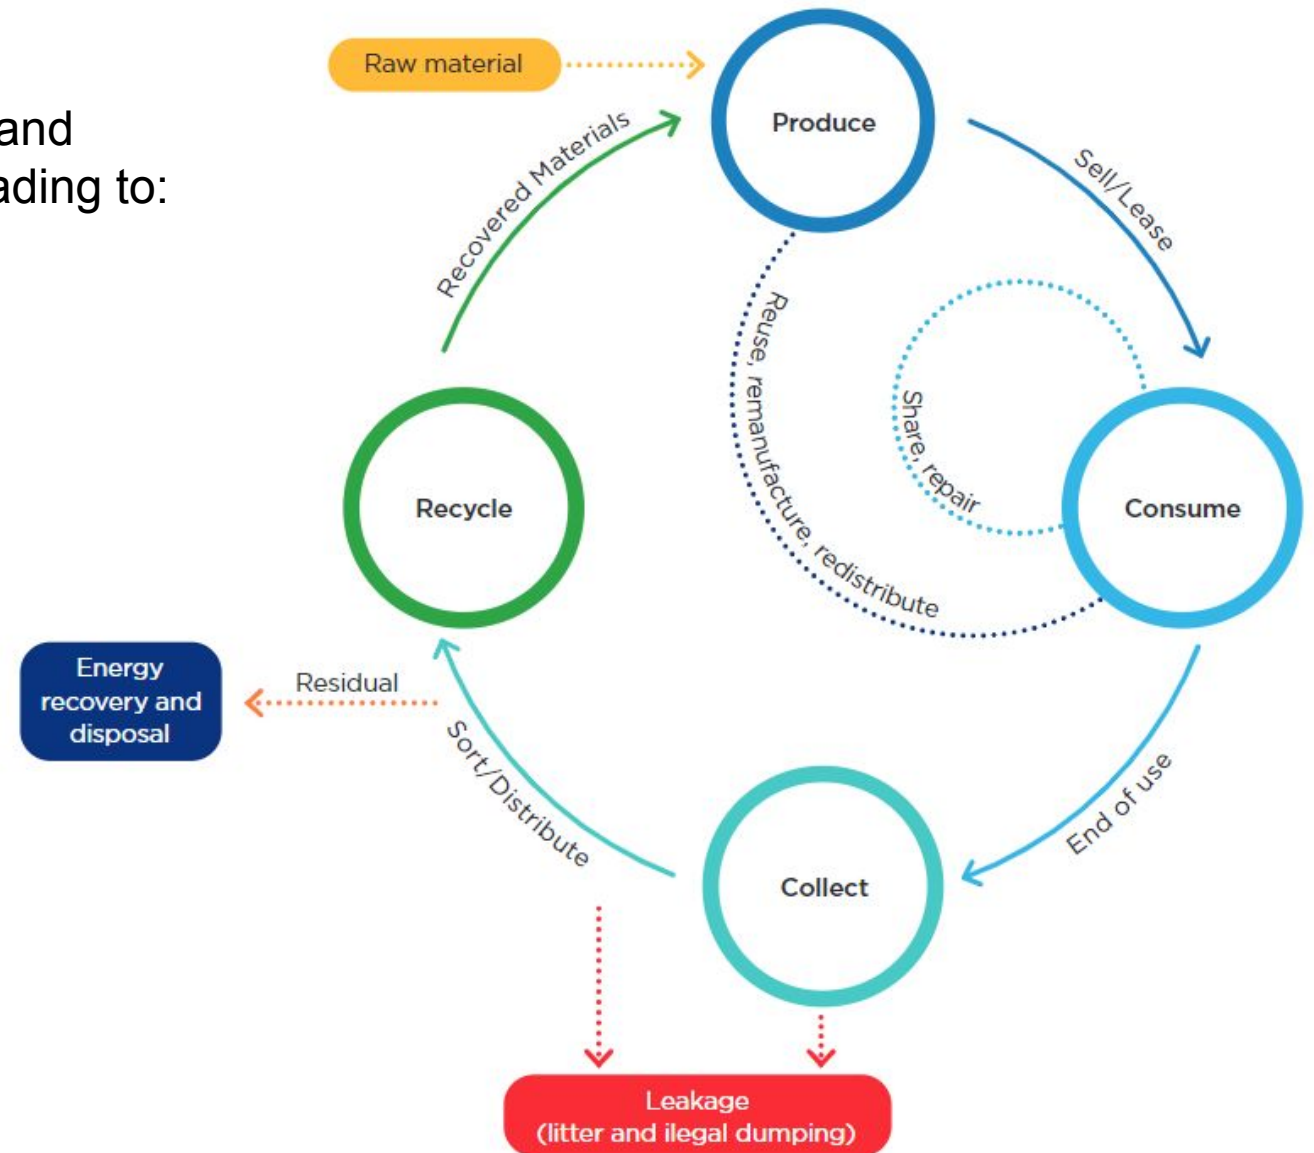 and
ading to:
Raw material
Produce
Recovered Materials
Sell/Lease
Reuse, remanufacture, redistribute
Share, repair
Recycle
Consume
Energy
recovery and
disposal
Residual
Sort/Distribute
End of use
Collect
Leakage
(litter and ilegal dumping)